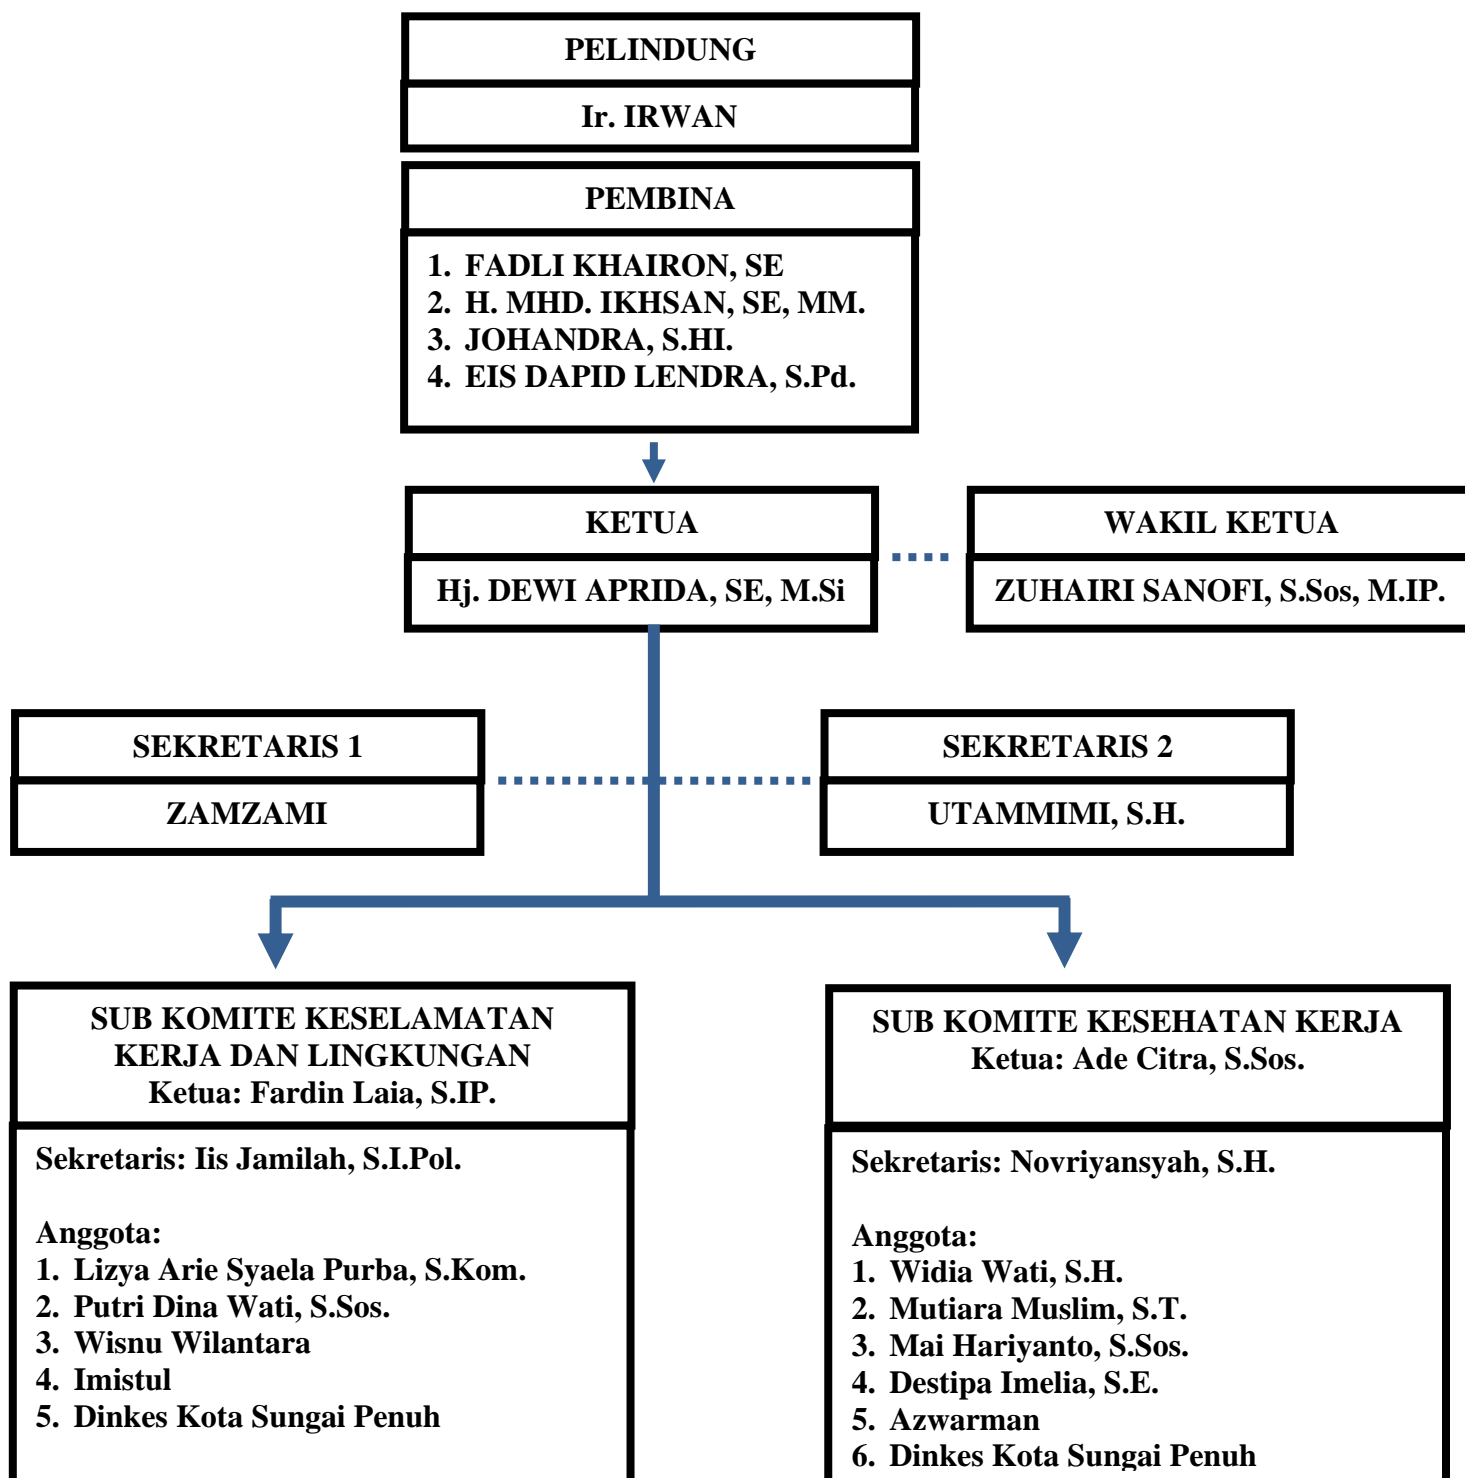 PELINDUNG
Ir. IRWAN
PEMBINA
1. FADLI KHAIRON, SE
2. H. MHD. IKHSAN, SE, MM.
3. JOHANDRA, S.HI.
4. EIS DAPID LENDRA, S.Pd.
KETUA
Hj. DEWI APRIDA, SE, M.Si
WAKIL KETUA
ZUHAIRI SANOFI, S.Sos, M.IP.
SEKRETARIS 1
ZAMZAMI
SEKRETARIS 2
UTAMMIMI, S.H.
SUB KOMITE KESELAMATAN
KERJA DAN LINGKUNGAN
Ketua: Fardin Laia, S.IP.
Sekretaris: Iis Jamilah, S.I.Pol.
Anggota:
1. Lizya Arie Syaela Purba, S.Kom.
2. Putri Dina Wati, S.Sos.
3. Wisnu Wilantara
4. Imistul
5. Dinkes Kota Sungai Penuh
SUB KOMITE KESEHATAN KERJA
Ketua: Ade Citra, S.Sos.
Sekretaris: Novriyansyah, S.H.
Anggota:
1. Widia Wati, S.H.
2. Mutiara Muslim, S.T.
3. Mai Hariyanto, S.Sos.
4. Destipa Imelia, S.E.
5. Azwarman
6. Dinkes Kota Sungai Penuh